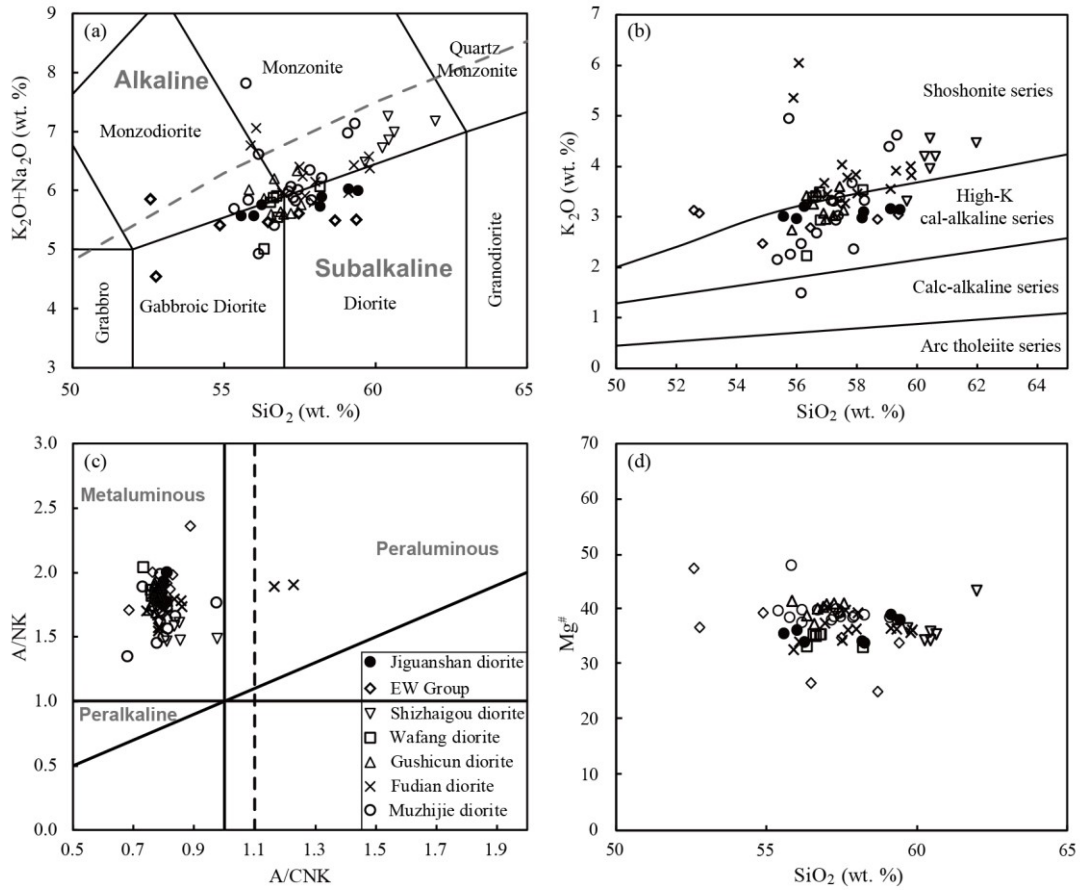 (a)
9
8
7
6
5
4
3
K₂O+Na₂O (wt. %)
Alkaline
Monzodiorite
Monzonite
Quartz
Monzonite
Subalkaline
Grabbro
Gabbroic Diorite
Diorite
Granodiorite
50 55 60 65
SiO₂ (wt. %)
(b)
7
6
5
4
3
2
1
0
K₂O (wt. %)
Shoshonite series
High-K
cal-alkaline
series
Calc-alkaline series
Arc tholeiite series
50 52 54 56 58 60 62 64
SiO₂ (wt. %)
(c)
3.0
2.5
2.0
1.5
1.0
0.5
0.0
A/NK
Metaluminous
Peraluminous
Peralkaline
Jiguanshan diorite
EW Group
Shizhaigou diorite
Wafang diorite
Gushicun diorite
Fudian diorite
Muzhijie diorite
0.5 0.7 0.9 1.1 1.3 1.5 1.7 1.9
A/CNK
(d)
70
60
50
40
30
20
10
0
Mg#
50 55 60 65
SiO₂ (wt. %)